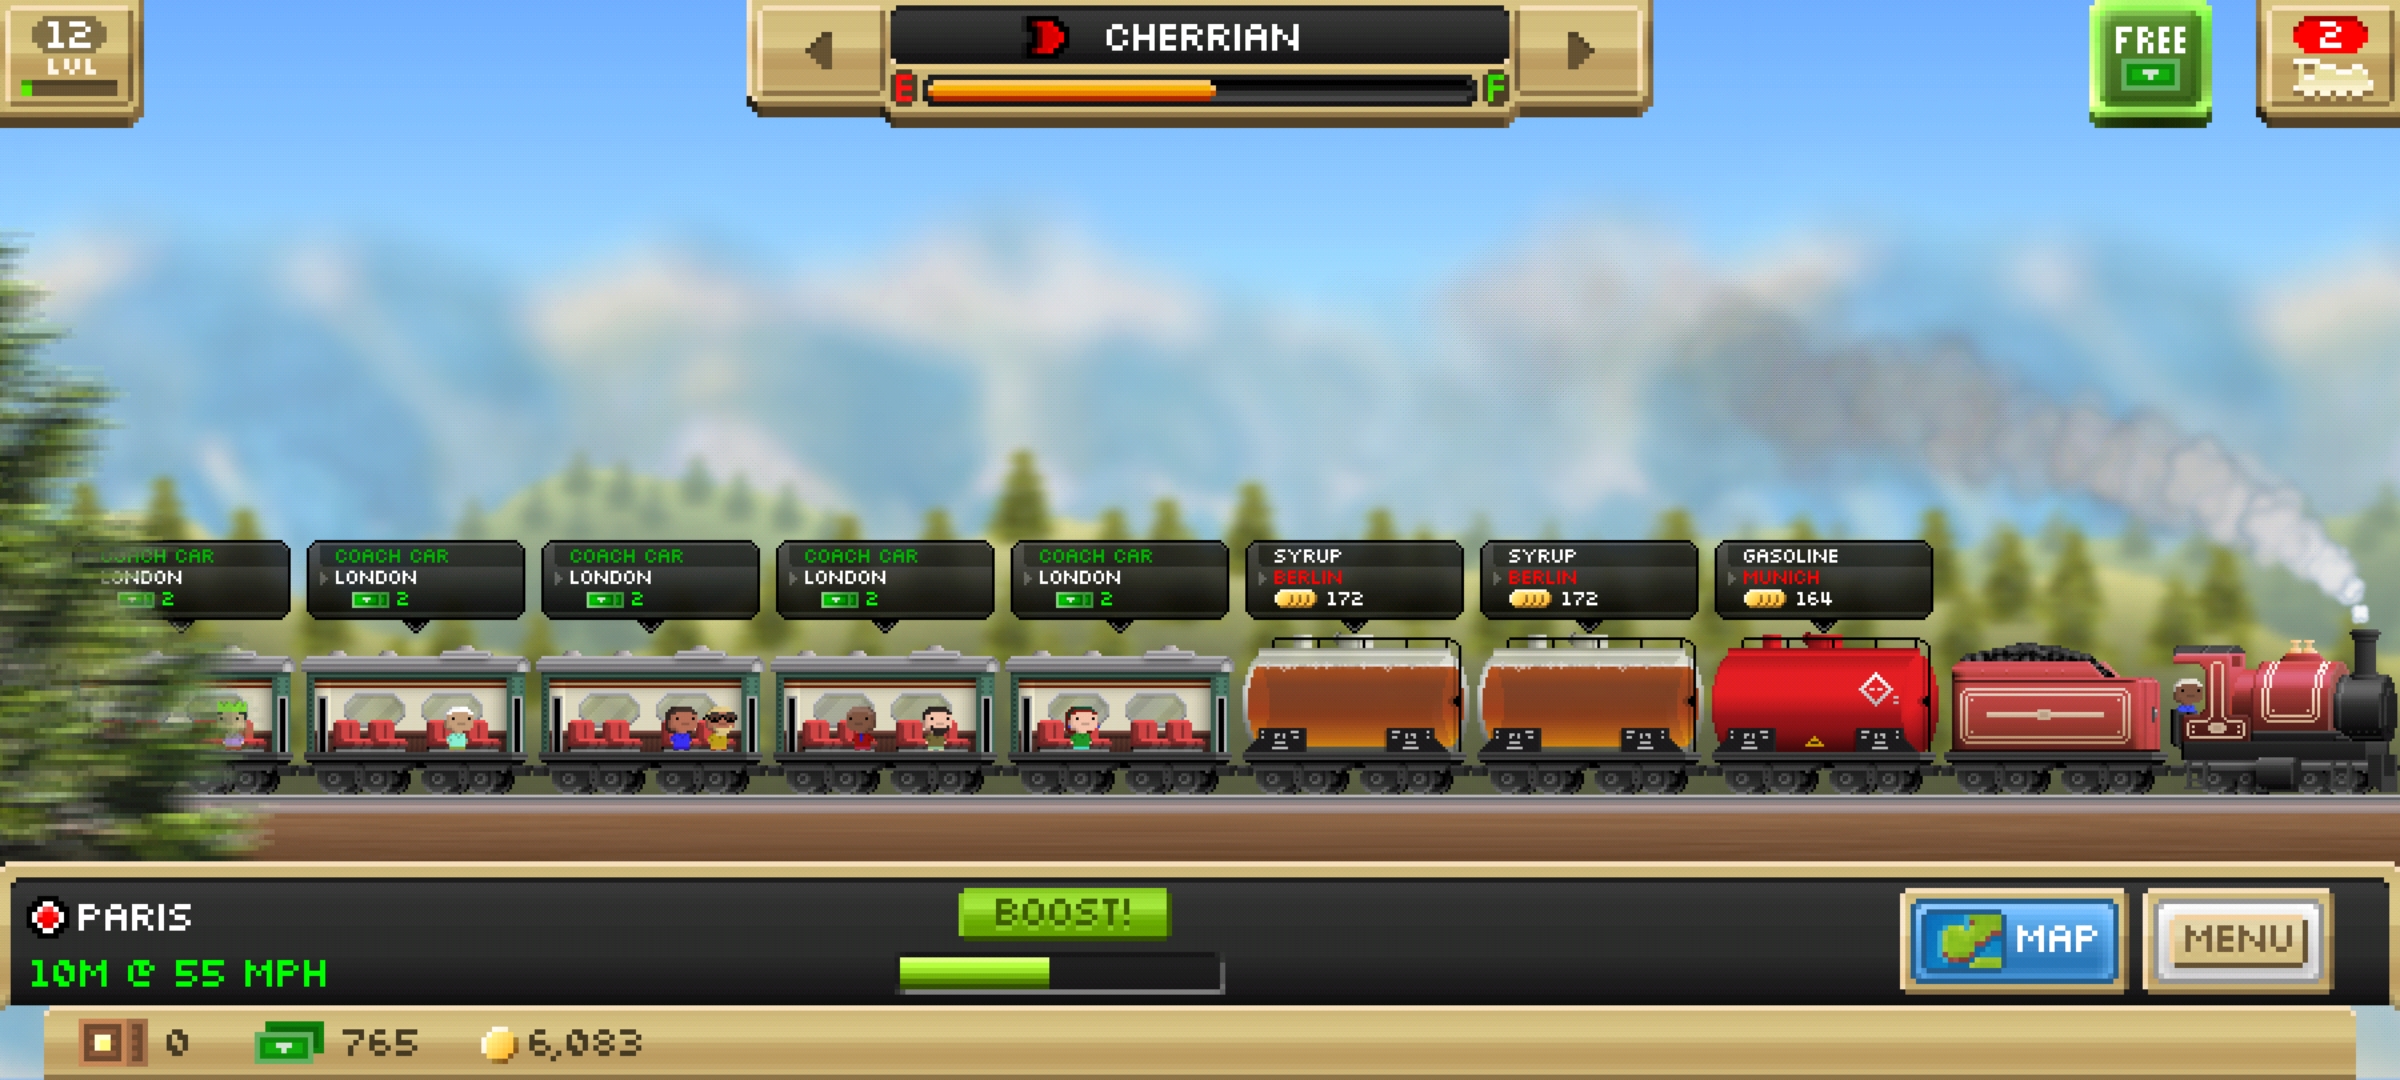 12
LVL
CHERRIAN
E
F
FREE
2
COACH CAR
LONDON
2
COACH CAR
LONDON
2
COACH CAR
LONDON
2
COACH CAR
LONDON
2
COACH CAR
LONDON
2
SYRUP
BERLIN
172
SYRUP
BERLIN
172
GASOLINE
MUNICH
164
PARIS
10M @ 55 MPH
BOOST!
MAP
MENU
0
765
6,083